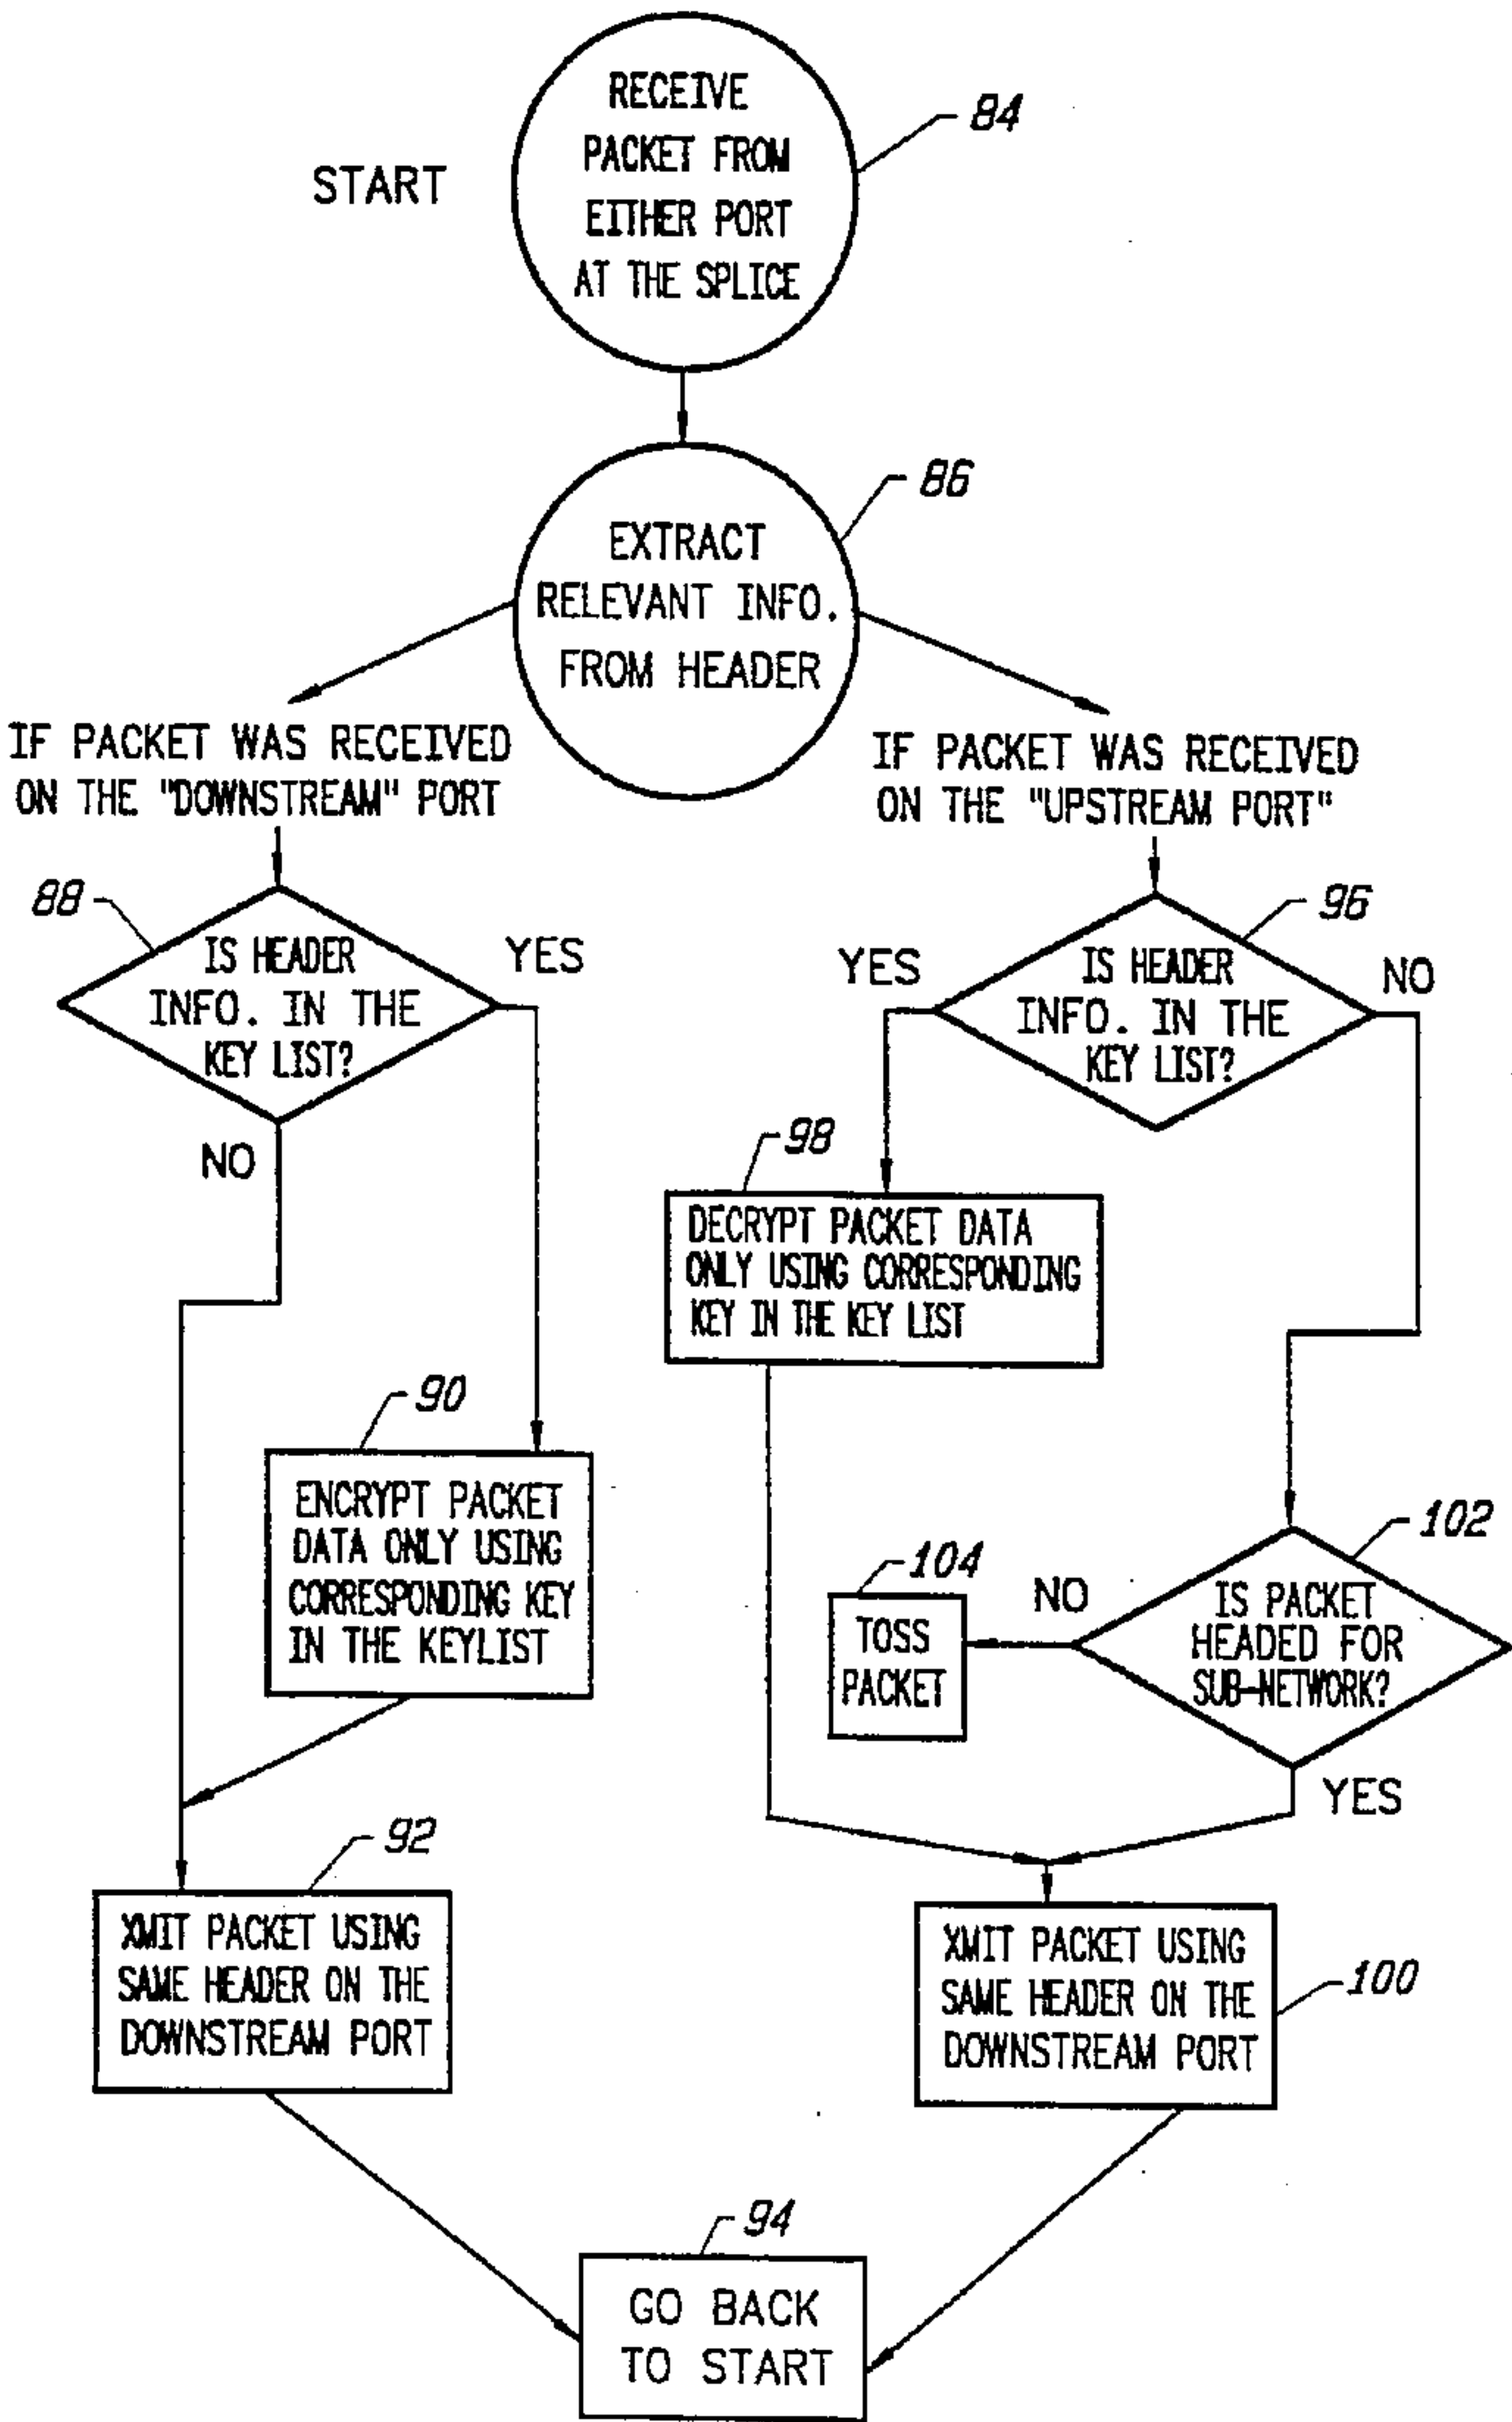 START
RECEIVE
PACKET FROM
EITHER PORT
AT THE SPLICE
84
EXTRACT
RELEVANT INFO.
FROM HEADER
86
IF PACKET WAS RECEIVED
ON THE "DOWNSTREAM" PORT
88
IS HEADER
INFO. IN THE
KEY LIST?
YES
NO
90
ENCRYPT PACKET
DATA ONLY USING
CORRESPONDING KEY
IN THE KEYLIST
92
XMIT PACKET USING
SAME HEADER ON THE
DOWNSTREAM PORT
IF PACKET WAS RECEIVED
ON THE "UPSTREAM PORT"
96
IS HEADER
INFO. IN THE
KEY LIST?
YES
NO
98
DECRYPT PACKET DATA
ONLY USING CORRESPONDING
KEY IN THE KEY LIST
102
IS PACKET
HEADED FOR
SUB-NETWORK?
NO
YES
104
TOSS
PACKET
XMIT PACKET USING
SAME HEADER ON THE
DOWNSTREAM PORT
100
94
GO BACK
TO START